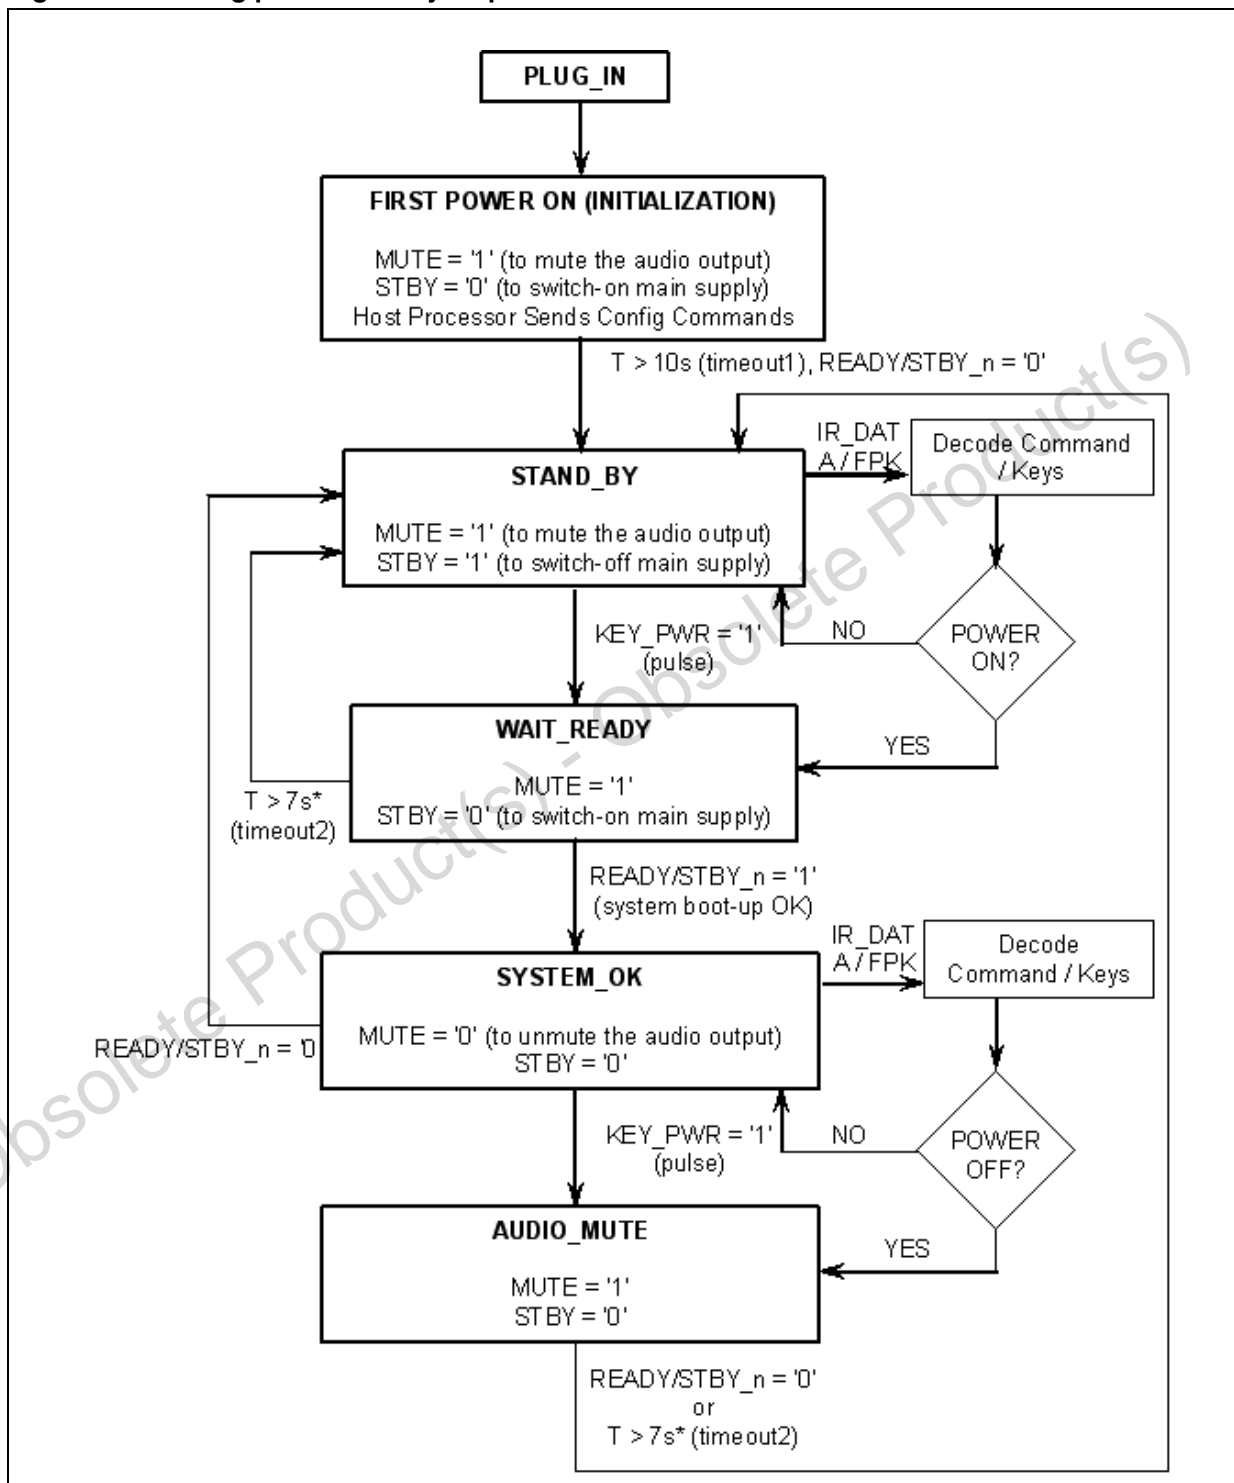 PLUG_IN
FIRST POWER ON (INITIALIZATION)
MUTE = '1' (to mute the audio output)
STBY = '0' (to switch-on main supply)
Host Processor Sends Config Commands
T > 10s (timeout1), READY/STBY_n = '0'
IR_DAT
A / FPK
Decode Command
/ Keys
STAND_BY
MUTE = '1' (to mute the audio output)
STBY = '1' (to switch-off main supply)
KEY_PWR = '1'
(pulse)
NO
POWER
ON?
YES
WAIT_READY
MUTE = '1'
STBY = '0' (to switch-on main supply)
T > 7s*
(timeout2)
READY/STBY_n = '1'
(system boot-up OK)
IR_DAT
A / FPK
Decode
Command / Keys
SYSTEM_OK
MUTE = '0' (to unmute the audio output)
STBY = '0'
READY/STBY_n = '0
KEY_PWR = '1'
(pulse)
NO
POWER
OFF?
YES
AUDIO_MUTE
MUTE = '1'
STBY = '0'
READY/STBY_n = '0'
or
T > 7s* (timeout2)
Obsolete Product(s) - Obsolete Product(s)